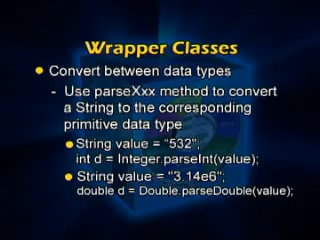 Wrapper Classes
Convert between data types
- Use parseXxx method to convert
a String to the corresponding
primitive data type
String value = "532";
int d = Integer.parseInt(value);
String value = "3.14e6";
double d = Double.parseDouble(value);